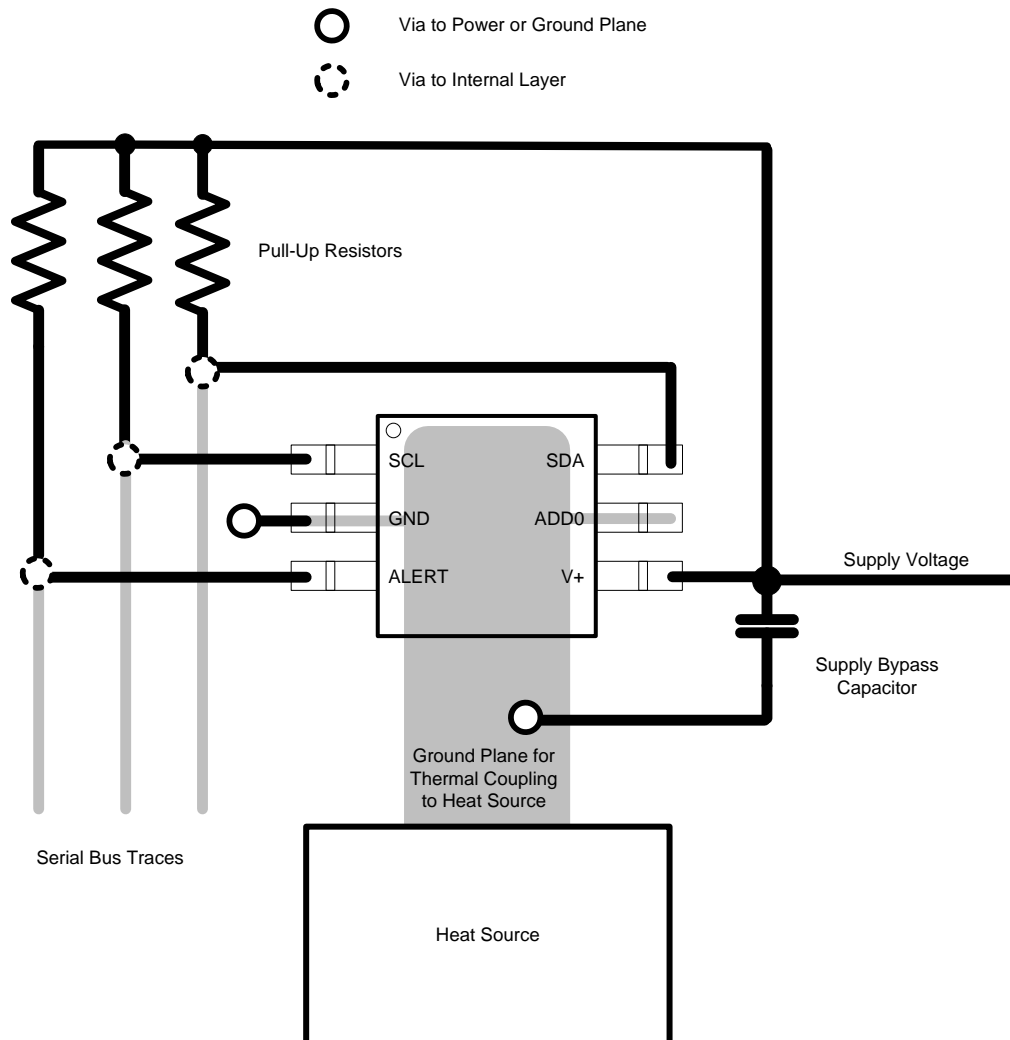 Via to Power or Ground Plane
Via to Internal Layer
Pull-Up Resistors
SCL
SDA
GND
ADD0
ALERT
V+
Supply Voltage
Supply Bypass
Capacitor
Ground Plane for
Thermal Coupling
to Heat Source
Serial Bus Traces
Heat Source